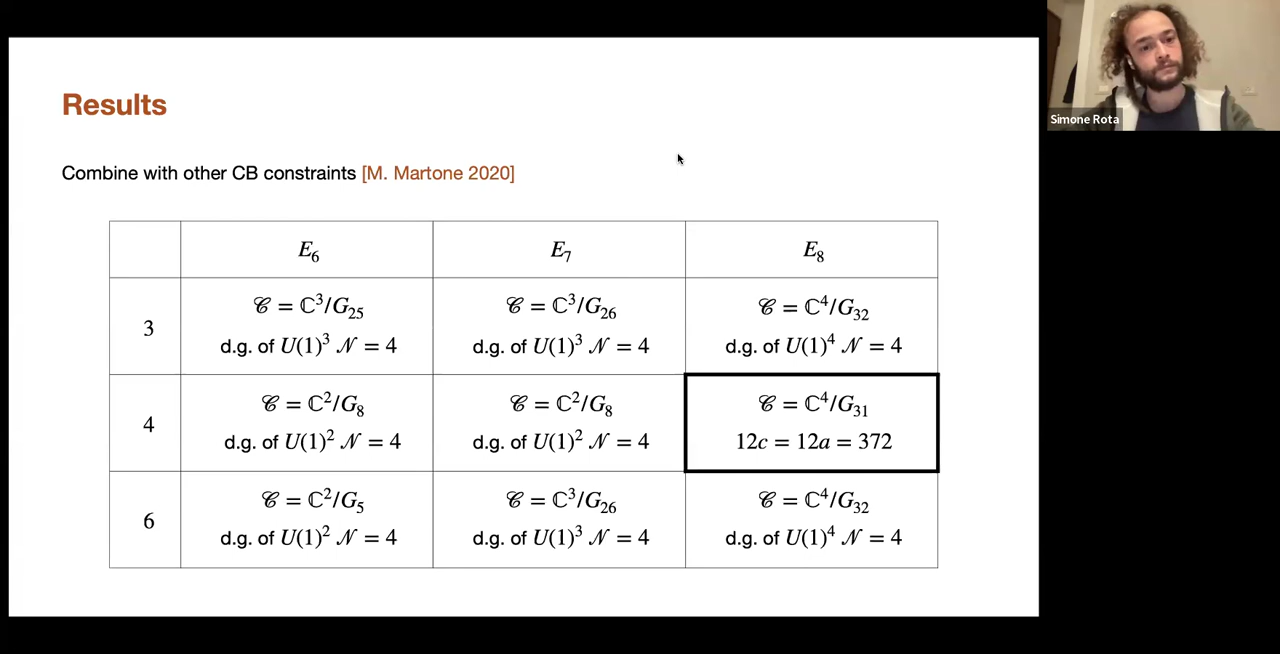 Simone Rota
Results
Combine with other CB constraints [M. Martone 2020]
E₆ E₇ E₈
3
𝒞 = ℂ³/G₂₅
d.g. of U(1)³ 𝒩 = 4
𝒞 = ℂ³/G₂₆
d.g. of U(1)³ 𝒩 = 4
𝒞 = ℂ⁴/G₃₂
d.g. of U(1)⁴ 𝒩 = 4
4
𝒞 = ℂ²/G₈
d.g. of U(1)² 𝒩 = 4
𝒞 = ℂ²/G₈
d.g. of U(1)² 𝒩 = 4
𝒞 = ℂ⁴/G₃₁
12c = 12a = 372
6
𝒞 = ℂ²/G₅
d.g. of U(1)² 𝒩 = 4
𝒞 = ℂ³/G₂₆
d.g. of U(1)³ 𝒩 = 4
𝒞 = ℂ⁴/G₃₂
d.g. of U(1)⁴ 𝒩 = 4